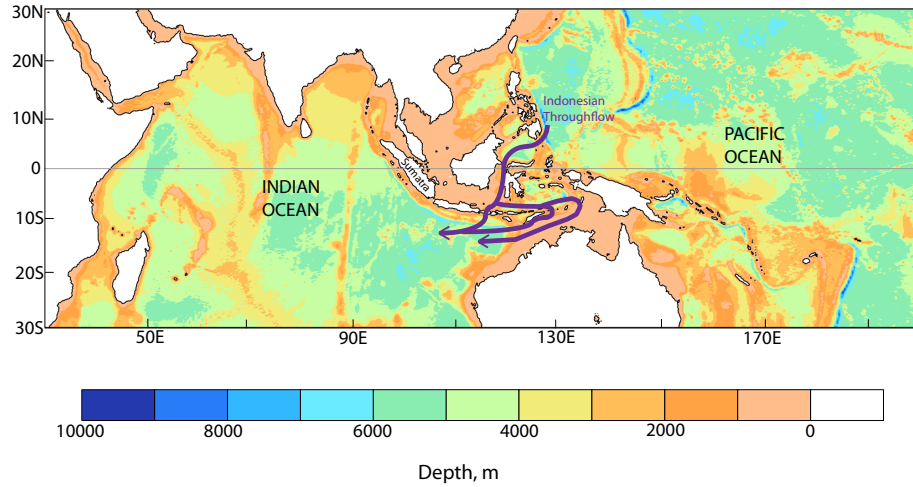 30N
20N
10N
0
10S
20S
30S
Indonesian
Throughflow
PACIFIC
OCEAN
Sumatra
INDIAN
OCEAN
50E
90E
130E
170E
10000
8000
6000
4000
2000
0
Depth, m